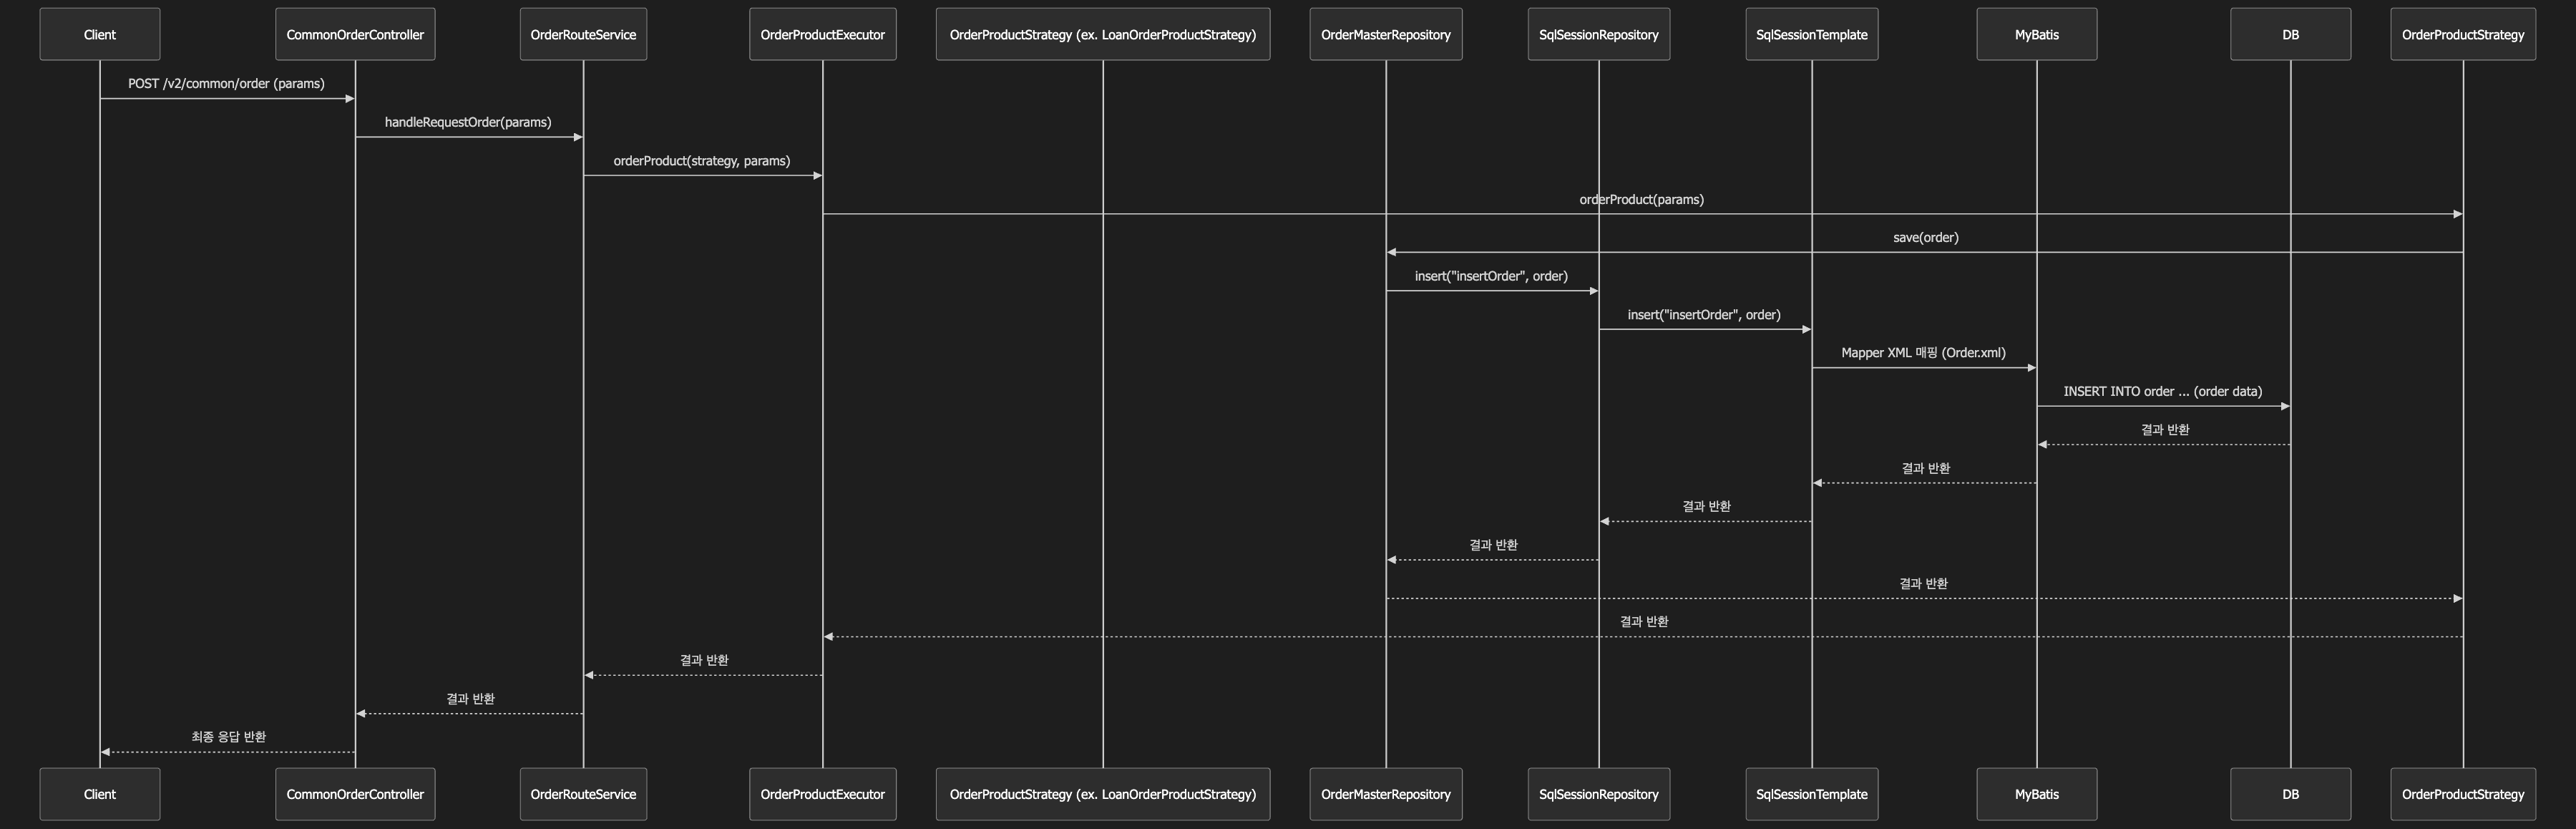 Client
CommonOrderController
OrderRouteService
OrderProductExecutor
OrderProductStrategy (ex. LoanOrderProductStrategy)
OrderMasterRepository
SqlSessionRepository
SqlSessionTemplate
MyBatis
DB
OrderProductStrategy
POST /v2/common/order (params)
handleRequestOrder(params)
orderProduct(strategy, params)
orderProduct(params)
save(order)
insert("insertOrder", order)
insert("insertOrder", order)
Mapper XML 매핑 (Order.xml)
INSERT INTO order ... (order data)
결과 반환
결과 반환
결과 반환
결과 반환
결과 반환
결과 반환
결과 반환
결과 반환
최종 응답 반환
Client
CommonOrderController
OrderRouteService
OrderProductExecutor
OrderProductStrategy (ex. LoanOrderProductStrategy)
OrderMasterRepository
SqlSessionRepository
SqlSessionTemplate
MyBatis
DB
OrderProductStrategy